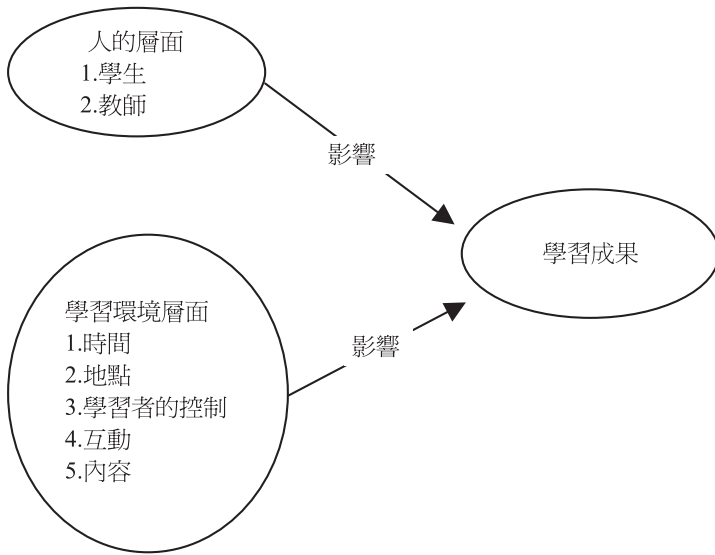 人的層面
1.學生
2.教師
影響
學習成果
學習環境層面
1.時間
2.地點
3.學習者的控制
4.互動
5.內容
影響